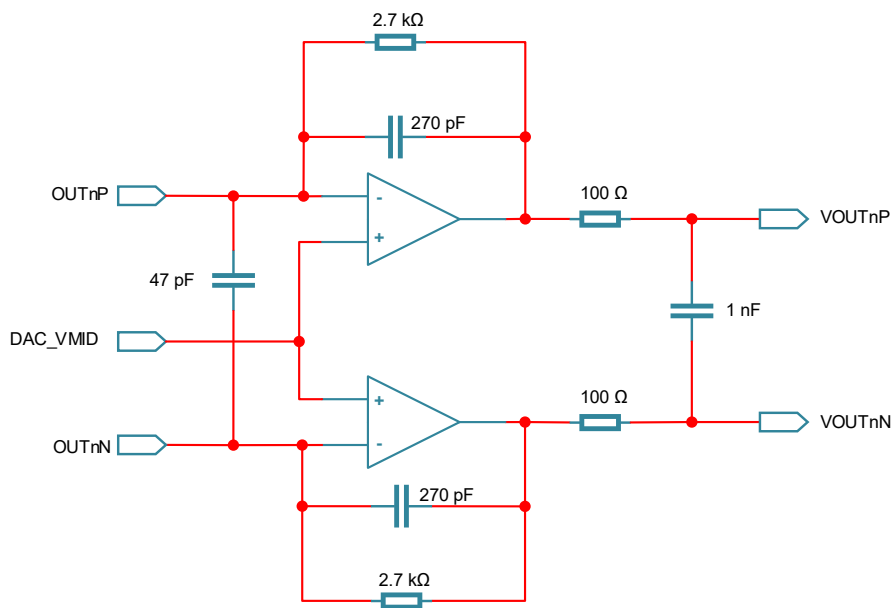 2.7 kΩ
270 pF
OUTnP
-
+
100 Ω
VOUTnP
47 pF
1 nF
DAC_VMID
+
-
100 Ω
VOUTnN
OUTnN
270 pF
2.7 kΩ